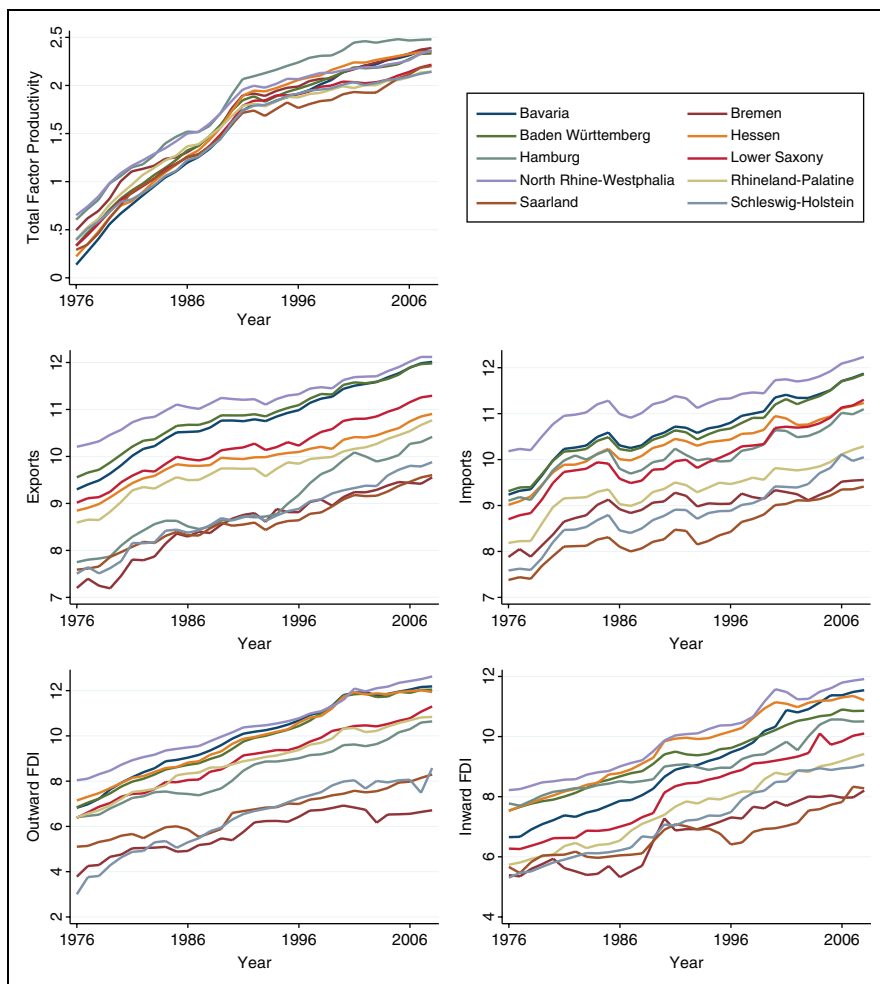 Total Factor Productivity
2.5
2
1.5
1
.5
0
1976 1986 1996 2006
Year
Bavaria Bremen
Baden Württemberg Hessen
Hamburg Lower Saxony
North Rhine-Westphalia Rhineland-Palatine
Saarland Schleswig-Holstein
Exports
12
11
10
9
8
7
1976 1986 1996 2006
Year
Imports
12
11
10
9
8
7
1976 1986 1996 2006
Year
Outward FDI
12
10
8
6
4
2
1976 1986 1996 2006
Year
Inward FDI
12
10
8
6
4
1976 1986 1996 2006
Year